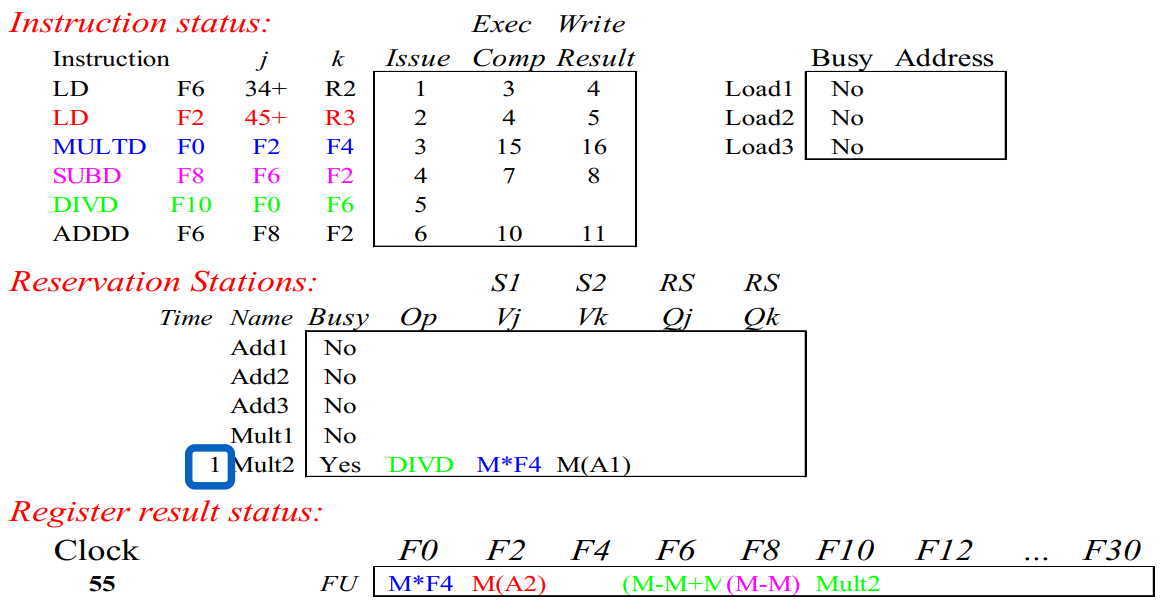 Instruction status: Exec Write
Instruction j k Issue Comp Result Busy Address
LD F6 34+ R2 1 3 4 Load1 No
LD F2 45+ R3 2 4 5 Load2 No
MULTD F0 F2 F4 3 15 16 Load3 No
SUBD F8 F6 F2 4 7 8
DIVD F10 F0 F6 5
ADDD F6 F8 F2 6 10 11
Reservation Stations: S1 S2 RS RS
Time Name Busy Op Vj Vk Qj Qk
Add1 No
Add2 No
Add3 No
Mult1 No
1 Mult2 Yes DIVD M*F4 M(A1)
Register result status:
Clock F0 F2 F4 F6 F8 F10 F12 ... F30
55 FU M*F4 M(A2) (M-M+M (M-M) Mult2